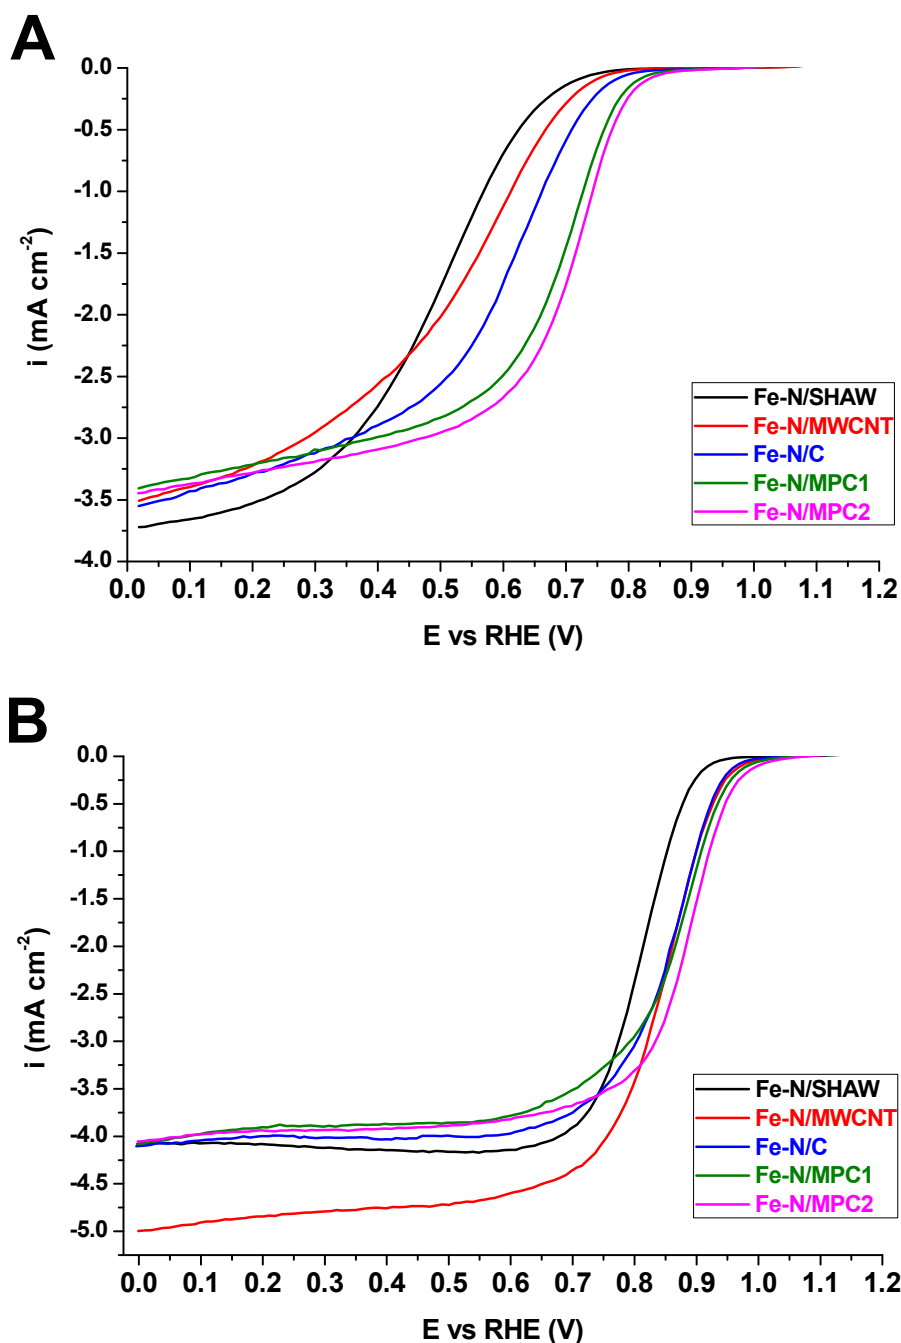 A
0.0
-0.5
-1.0
-1.5
-2.0
-2.5
-3.0
-3.5
-4.0
i (mA cm-2)
Fe-N/SHAW
Fe-N/MWCNT
Fe-N/C
Fe-N/MPC1
Fe-N/MPC2
0.0 0.1 0.2 0.3 0.4 0.5 0.6 0.7 0.8 0.9 1.0 1.1 1.2
E vs RHE (V)
B
0.0
-0.5
-1.0
-1.5
-2.0
-2.5
-3.0
-3.5
-4.0
-4.5
-5.0
i (mA cm-2)
Fe-N/SHAW
Fe-N/MWCNT
Fe-N/C
Fe-N/MPC1
Fe-N/MPC2
0.0 0.1 0.2 0.3 0.4 0.5 0.6 0.7 0.8 0.9 1.0 1.1 1.2
E vs RHE (V)